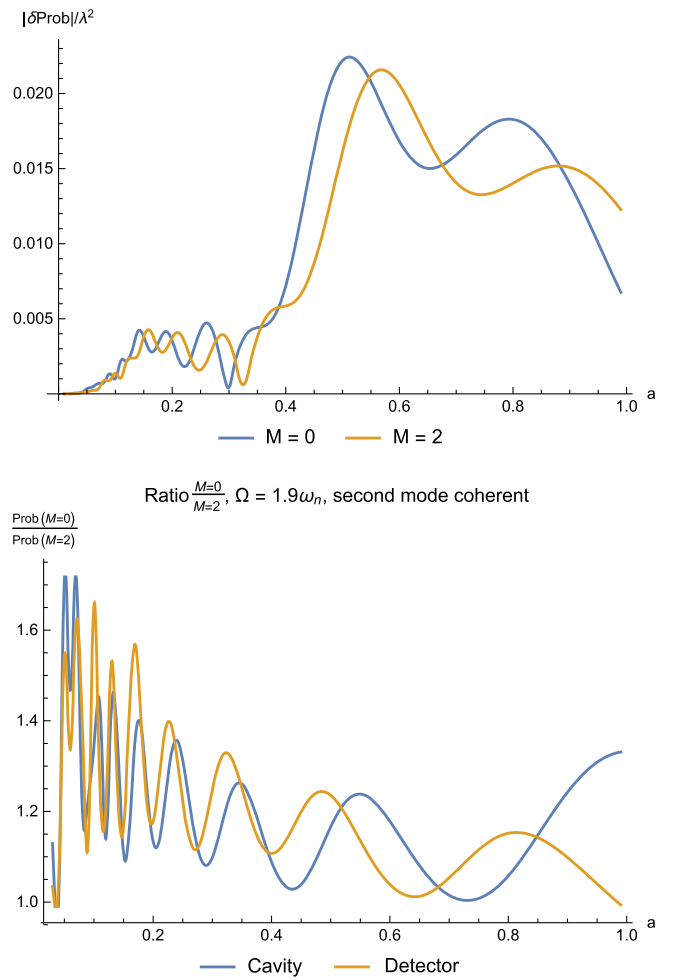 |δProb|/λ²
0.020
0.015
0.010
0.005
0.2 0.4 0.6 0.8 1.0 a
M = 0 M = 2
Ratio M=0/M=2, Ω = 1.9ωₙ, second mode coherent
Prob(M=0)/Prob(M=2)
1.6
1.4
1.2
1.0
0.2 0.4 0.6 0.8 1.0 a
Cavity Detector